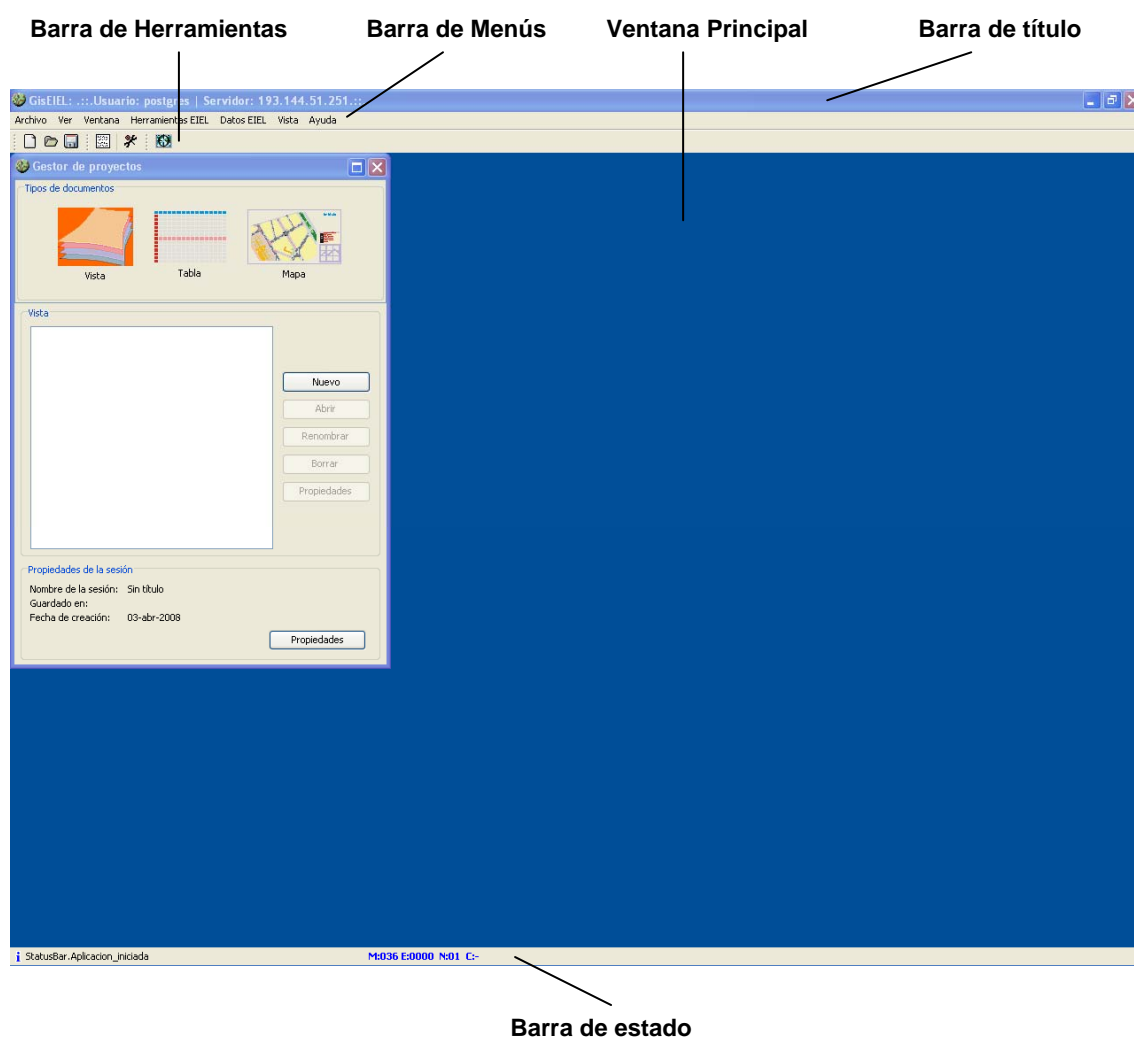 Barra de Herramientas Barra de Menús Ventana Principal Barra de título
GisEIEL: .::.Usuario: postgres | Servidor: 193.144.51.251.::
Archivo Ver Ventana Herramientas EIEL Datos EIEL Vista Ayuda
Gestor de proyectos
Tipos de documentos
Vista Tabla Mapa
Vista
Nuevo
Abrir
Renombrar
Borrar
Propiedades
Propiedades de la sesión
Nombre de la sesión: Sin título
Guardado en:
Fecha de creación: 03-abr-2008
Propiedades
StatusBar.Aplicacion_iniciada M:036 E:0000 N:01 C:-
Barra de estado